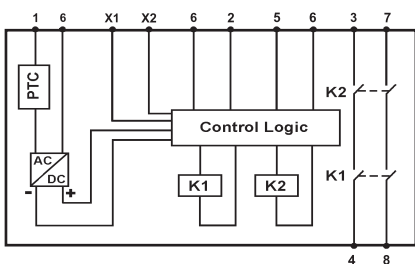 1 6 X1 X2 6 2 5 6 3 7
PTC
K2
Control Logic
AC
DC
- +
K1 K2 K1
4 8